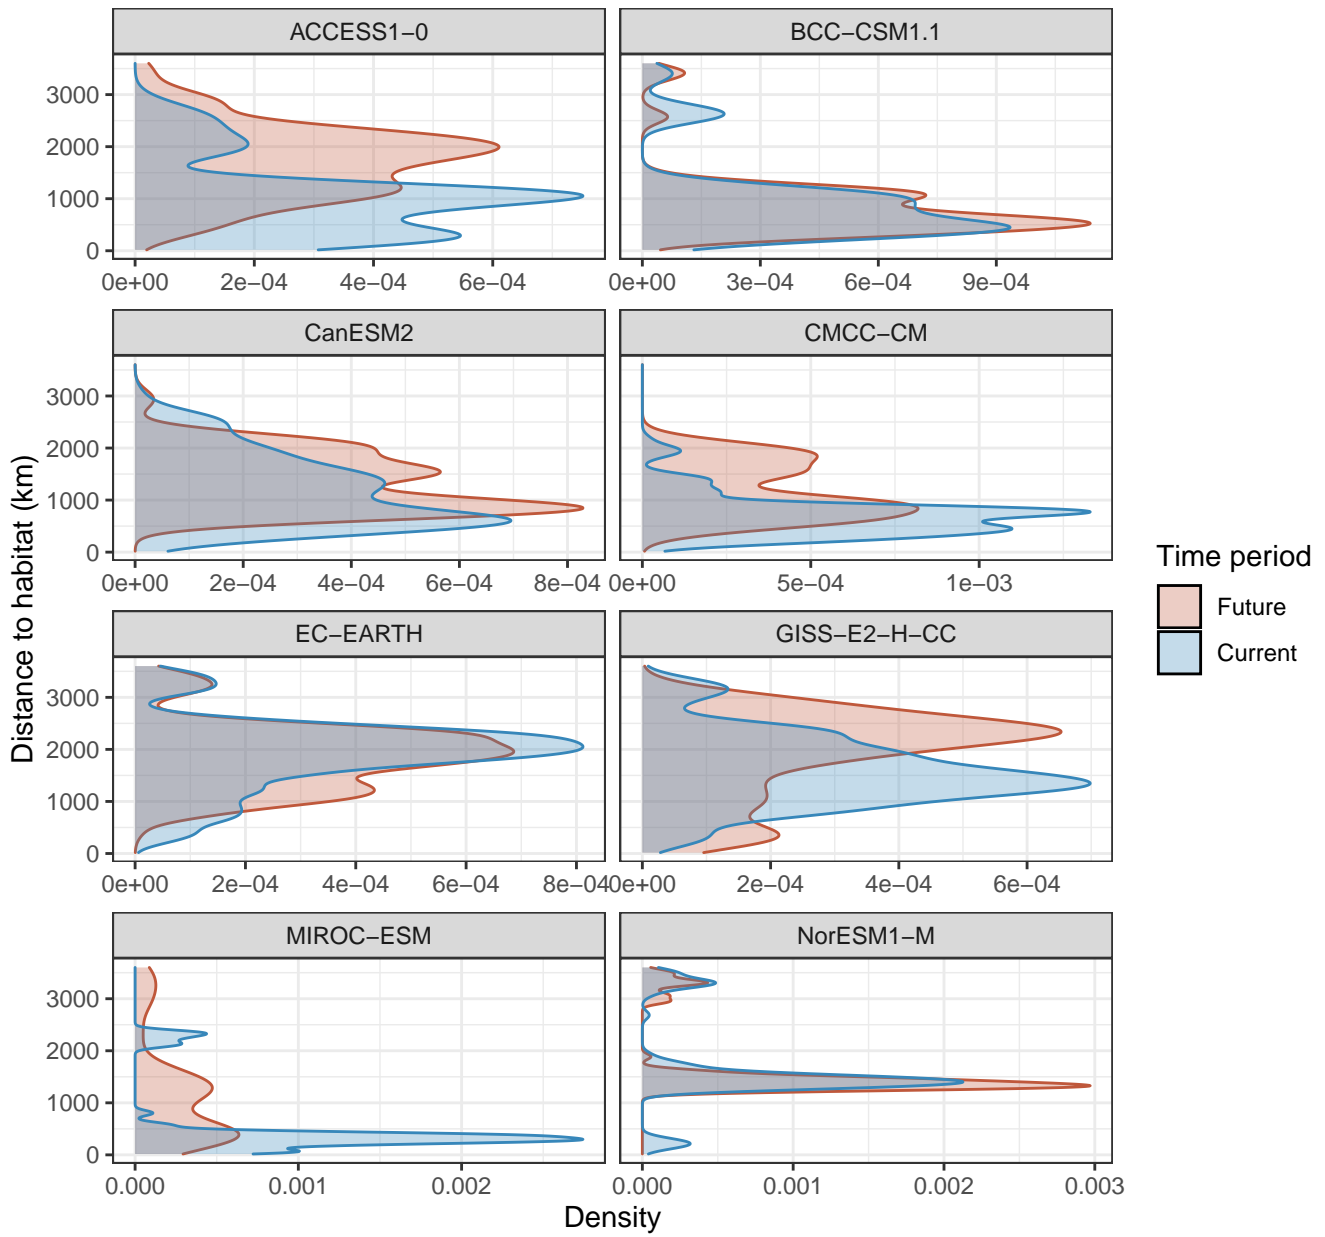 ACCESS1−0 BCC−CSM1.1
3000
2000
1000
0
0e+00 2e−04 4e−04 6e−04 0e+00 3e−04 6e−04 9e−04
CanESM2 CMCC−CM
3000
2000
1000
0
0e+00 2e−04 4e−04 6e−04 8e−04 0e+00 5e−04 1e−03
EC−EARTH GISS−E2−H−CC
3000
2000
1000
0
0e+00 2e−04 4e−04 6e−04 8e−04 0e+00 2e−04 4e−04 6e−04
MIROC−ESM NorESM1−M
3000
2000
1000
0
0.000 0.001 0.002 0.000 0.001 0.002 0.003
Density
Distance to habitat (km)
Time period
Future
Current